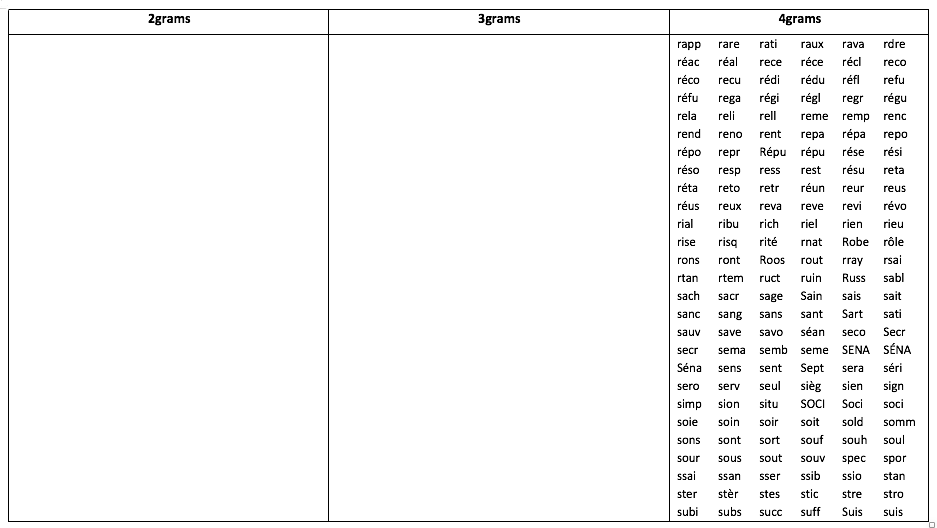 2grams 3grams 4grams
rapp rare rati raux rava rdre
réac réal rece réce récl reco
réco recu rédi rédu réfl refu
réfu rega régi régl regr régu
rela reli rell reme remp renc
rend reno rent repa répa repo
répo repr Répu répu rése rési
réso resp ress rest résu reta
réta reto retr réun reur reus
réus reux reva reve revi révo
rial ribu rich riel rien rieu
rise risq rité rnat Robe rôle
rons ront Roos rout rray rsai
rtan rtem ruct ruin Russ sabl
sach sacr sage Sain sais sait
sanc sang sans sant Sart sati
sauv save savo séan seco Secr
secr sema semb seme SENA SÉNA
Séna sens sent Sept sera séri
sero serv seul sièg sien sign
simp sion situ SOCI Soci soci
soie soin soir soit sold somm
sons sont sort souf souh soul
sour sous sout souv spec spor
ssai ssan sser ssib ssio stan
ster stèr stes stic stre stro
subi subs succ suff Suis suis